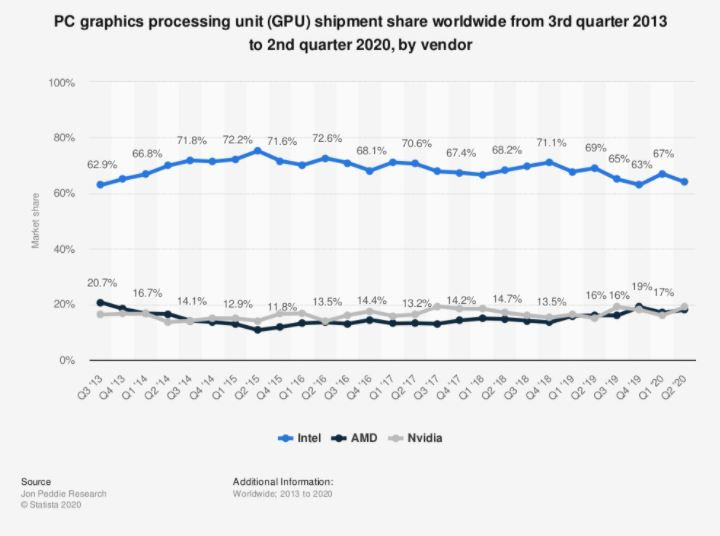 PC graphics processing unit (GPU) shipment share worldwide from 3rd quarter 2013
to 2nd quarter 2020, by vendor
100%
80%
60%
40%
20%
0%
Market share
62.9%
66.8%
71.8%
72.2%
71.6%
72.6%
68.1%
70.6%
67.4%
68.2%
71.1%
69%
65%
63%
67%
20.7%
16.7%
14.1%
12.9%
11.8%
13.5%
14.4%
13.2%
14.2%
14.7%
13.5%
16%
16%
19%
17%
Q3 '13
Q4 '13
Q1 '14
Q2 '14
Q3 '14
Q4 '14
Q1 '15
Q2 '15
Q3 '15
Q4 '15
Q1 '16
Q2 '16
Q3 '16
Q4 '16
Q1 '17
Q2 '17
Q3 '17
Q4 '17
Q1 '18
Q2 '18
Q3 '18
Q4 '18
Q1 '19
Q2 '19
Q3 '19
Q4 '19
Q1 '20
Q2 '20
Intel AMD Nvidia
Source
Jon Peddie Research
© Statista 2020
Additional Information:
Worldwide; 2013 to 2020